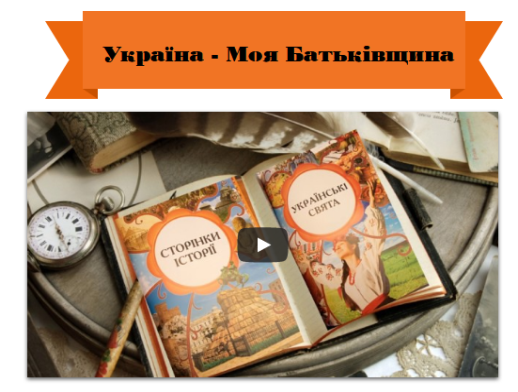 Україна - Моя Батьківщина
СТОРІНКИ
ІСТОРІЇ
УКРАЇНСЬКІ
СВЯТА